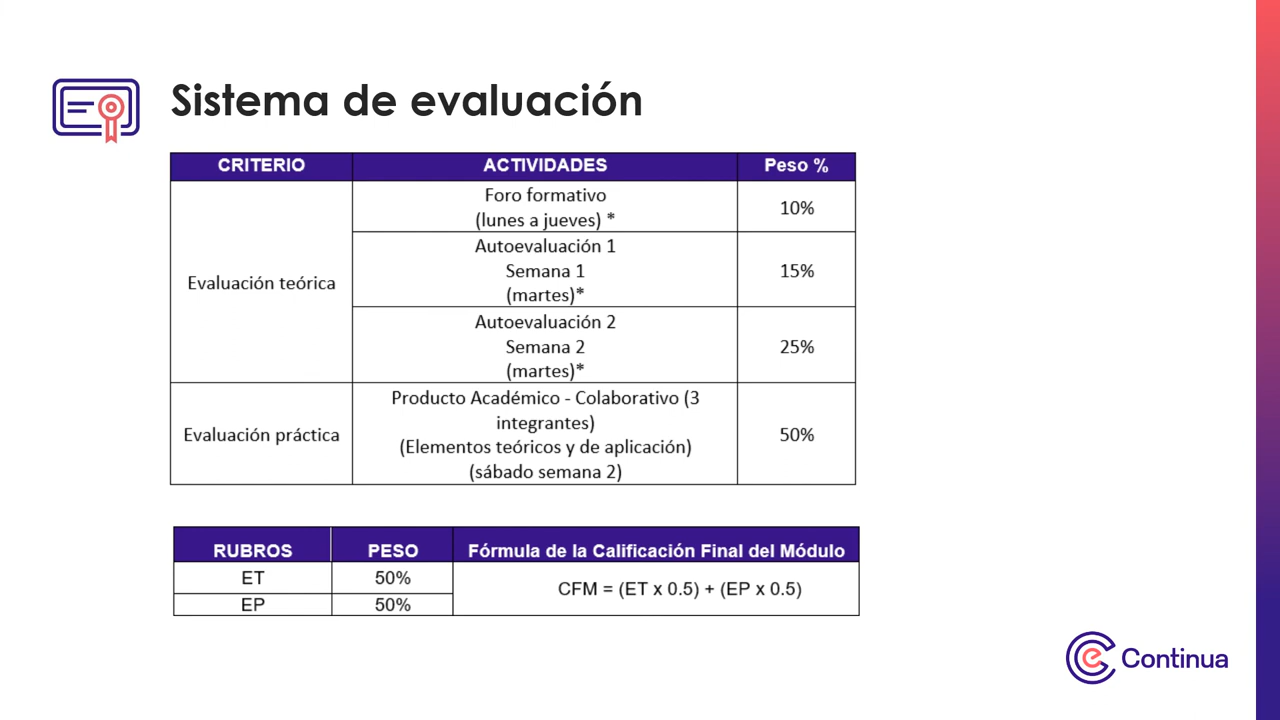 Sistema de evaluación
CRITERIO ACTIVIDADES Peso %
Evaluación teórica
Foro formativo
(lunes a jueves) *
10%
Autoevaluación 1
Semana 1
(martes)*
15%
Autoevaluación 2
Semana 2
(martes)*
25%
Evaluación práctica
Producto Académico - Colaborativo (3
integrantes)
(Elementos teóricos y de aplicación)
(sábado semana 2)
50%
RUBROS PESO Fórmula de la Calificación Final del Módulo
ET 50%
EP 50%
CFM = (ET x 0.5) + (EP x 0.5)
Continua